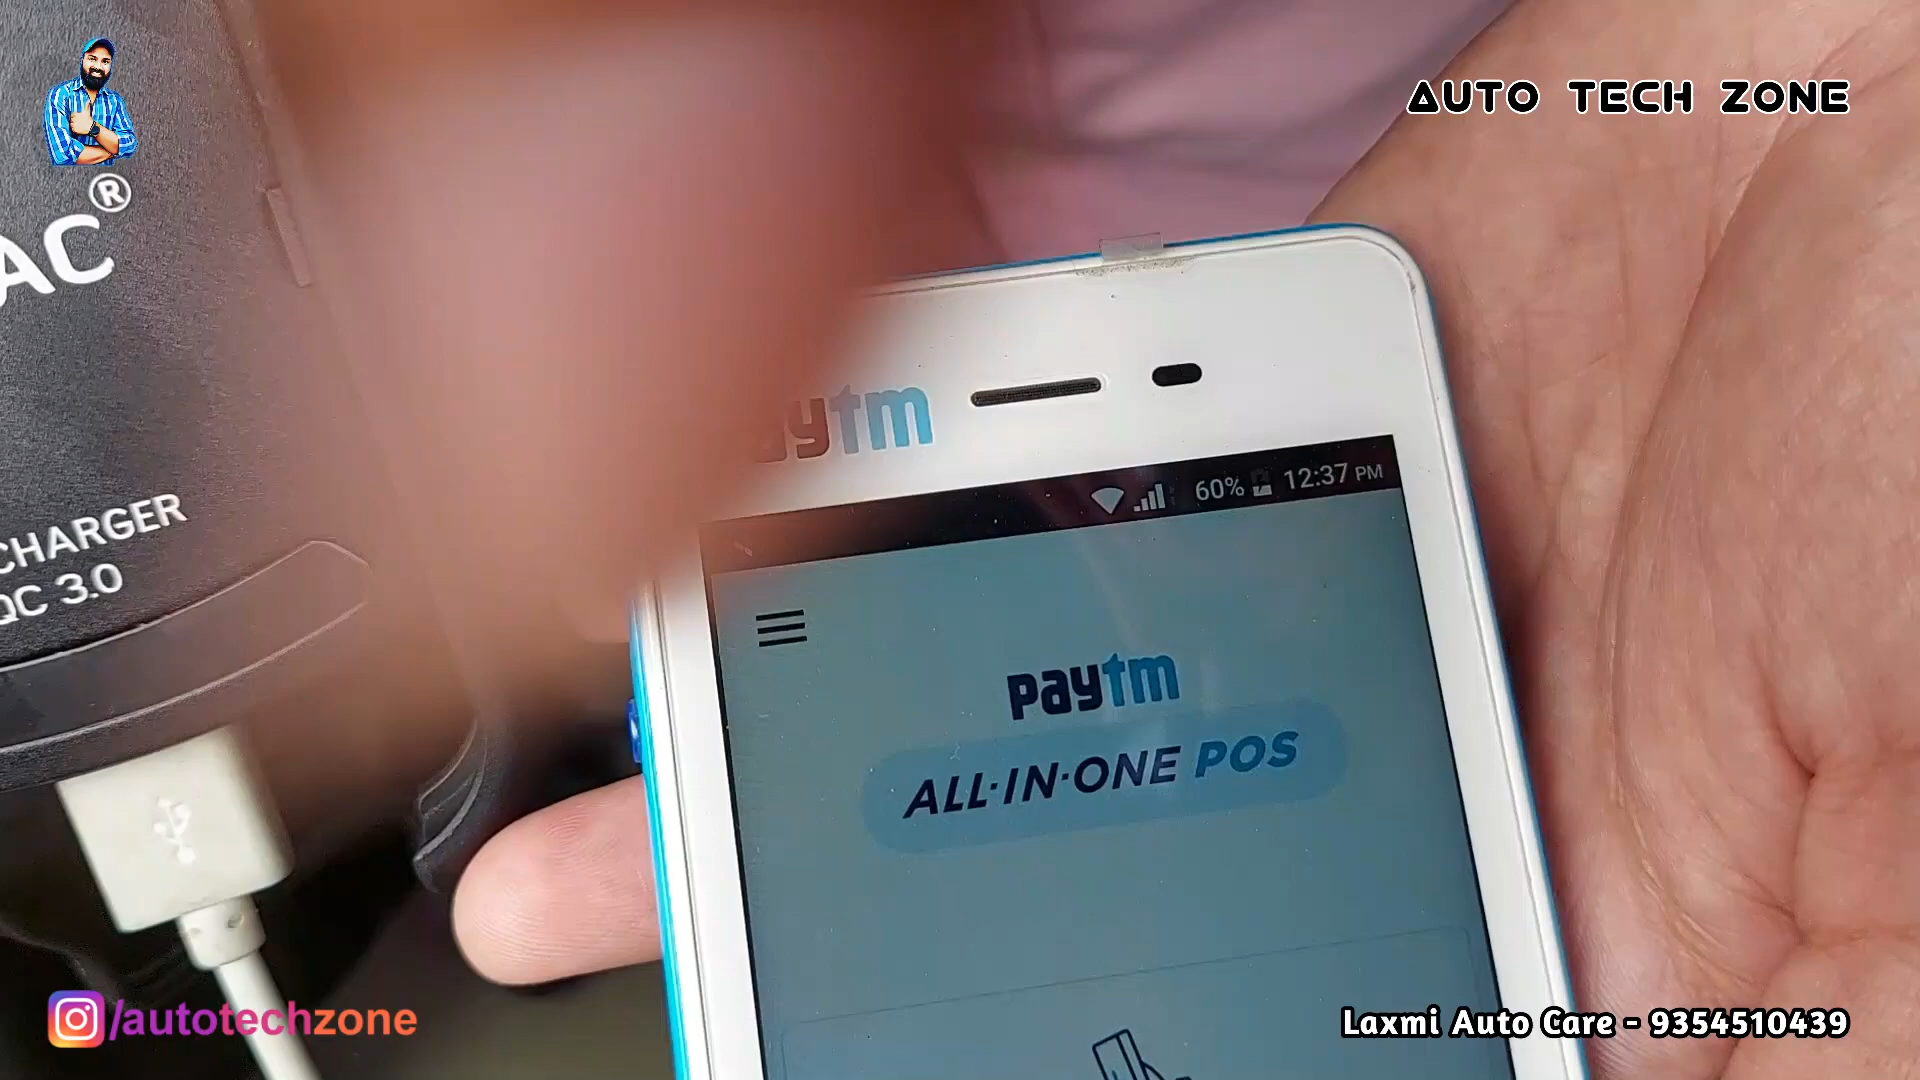 AUTO TECH ZONE
AC®
CHARGER
QC 3.0
paytm
60% 12:37 PM
paytm
ALL·IN·ONE POS
/autotechzone
Laxmi Auto Care - 9354510439